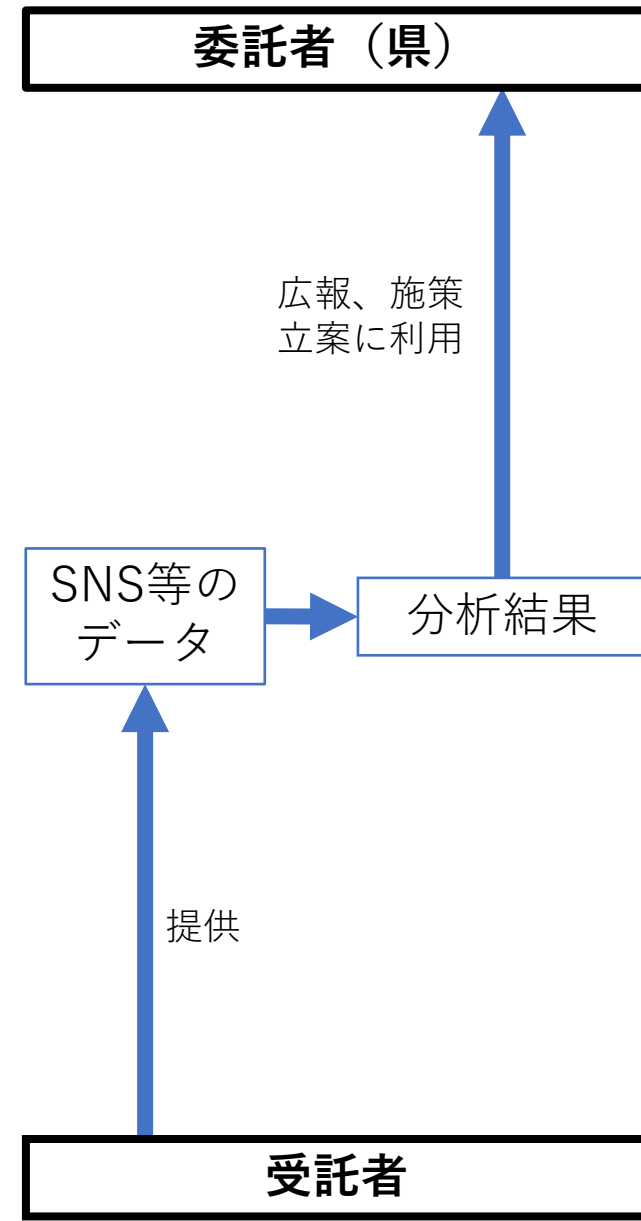 委託者（県）
広報、施策
立案に利用
SNS等の
データ
分析結果
提供
受託者